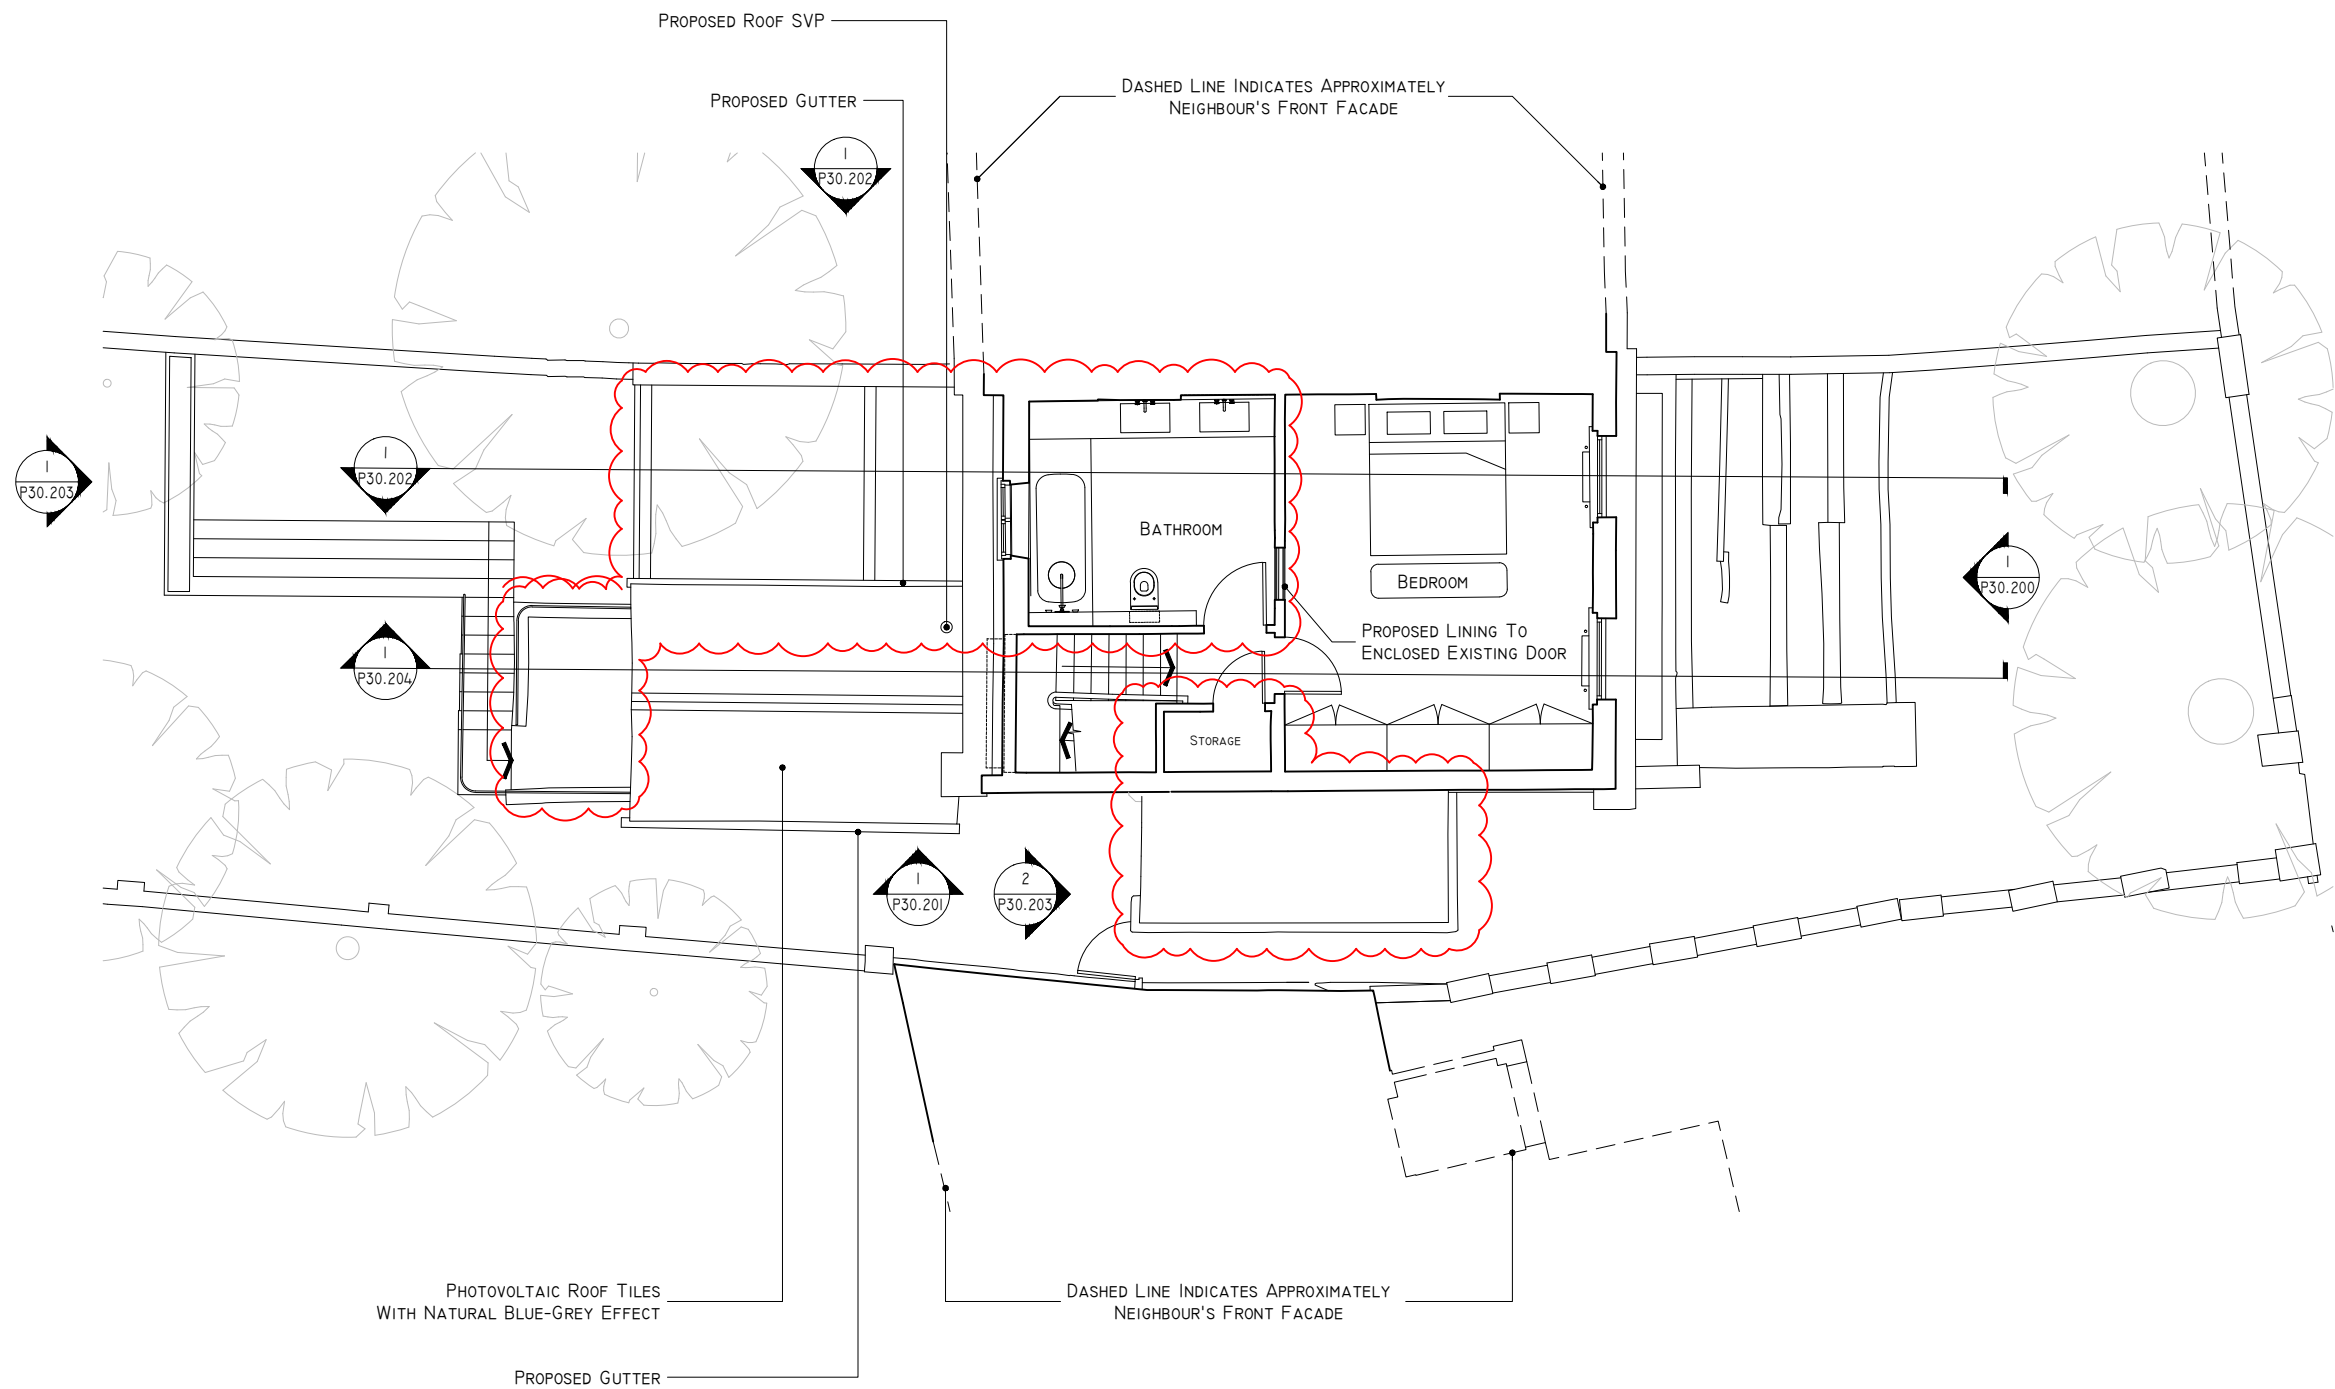 Proposed Roof SVP
Dashed Line Indicates Approximately
Neighbour's Front Facade
Proposed Gutter
1
P30.202
1
P30.203
1
P30.202
Bathroom
Bedroom
1
P30.200
Proposed Lining To
Enclosed Existing Door
1
P30.204
Storage
1
P30.201
2
P30.203
Photovoltaic Roof Tiles
With Natural Blue-Grey Effect
Dashed Line Indicates Approximately
Neighbour's Front Facade
Proposed Gutter